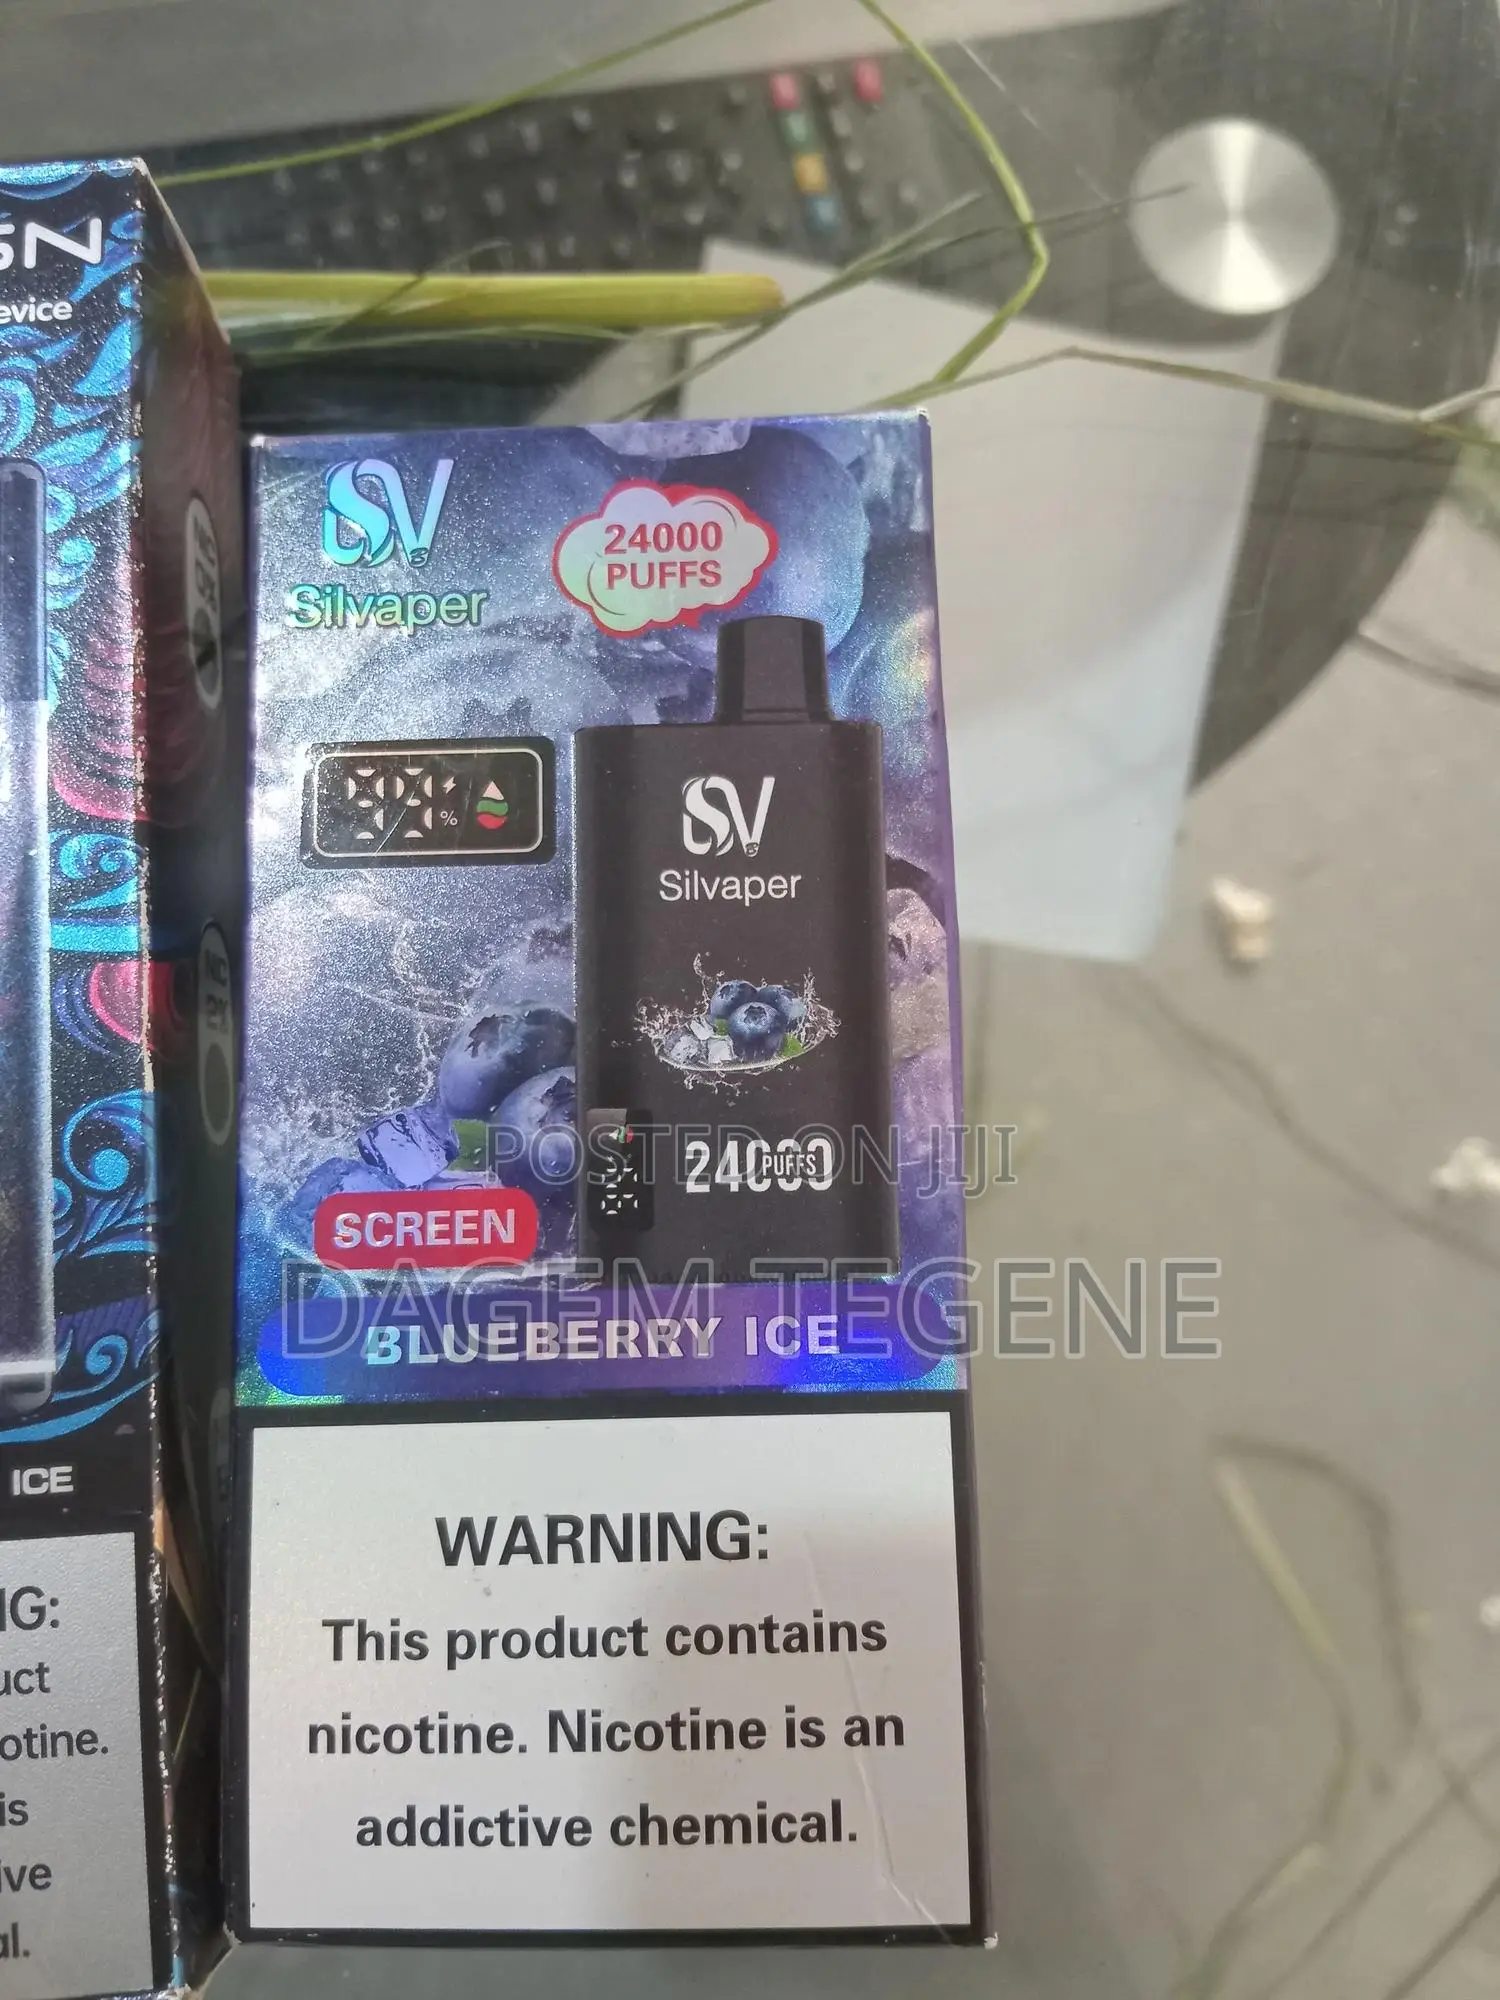 SN
evice
ICE
NG:
uct
otine.
is
ive
al.
SV
Silvaper
24000
PUFFS
%
SV
Silvaper
24000
PUFFS
SCREEN
BLUEBERRY ICE
POSTED ON JIJI
DAGEM TEGENE
WARNING:
This product contains
nicotine. Nicotine is an
addictive chemical.